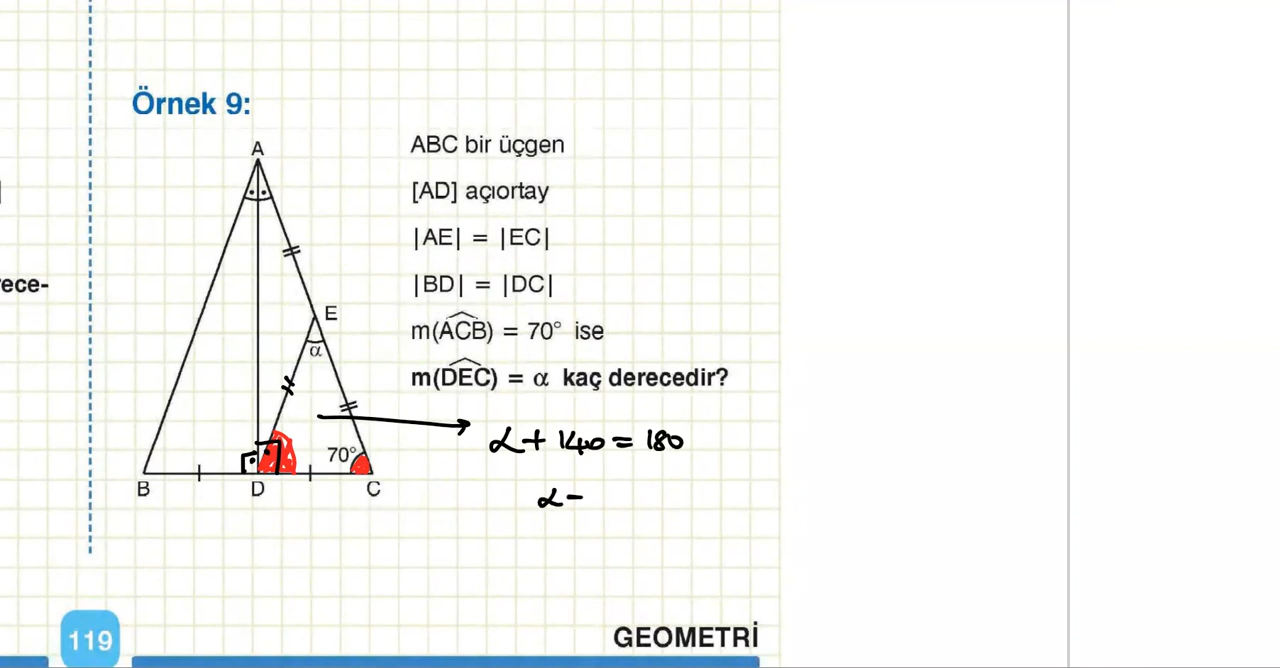 rece-
Örnek 9:
A
E
α
70°
B
D
C
ABC bir üçgen
[AD] açıortay
|AE| = |EC|
|BD| = |DC|
m(ACB) = 70° ise
m(DEC) = α kaç derecedir?
α + 140 = 180
α =
119
GEOMETRİ